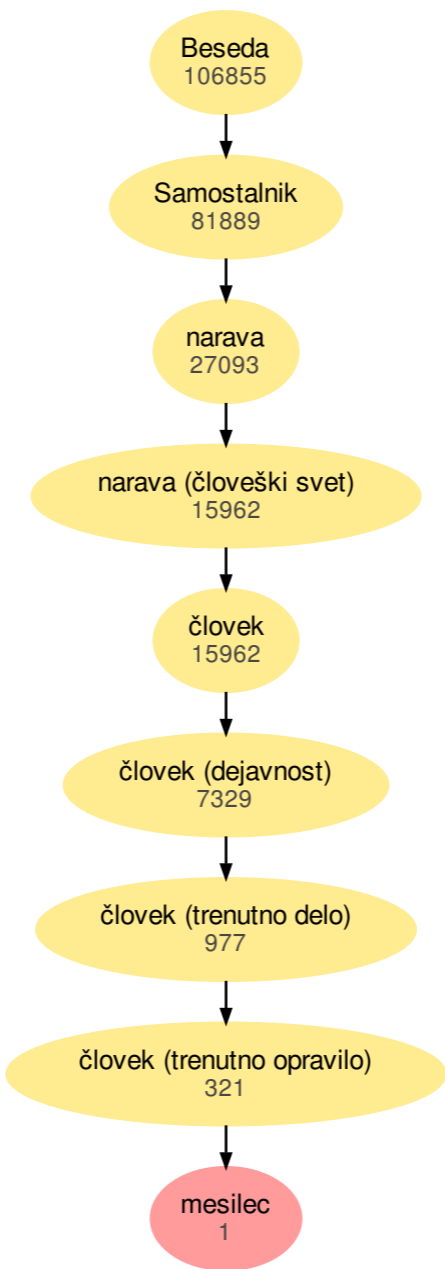 Beseda
106855
Samostalnik
81889
narava
27093
narava (človeški svet)
15962
človek
15962
človek (dejavnost)
7329
človek (trenutno delo)
977
človek (trenutno opravilo)
321
mesilec
1